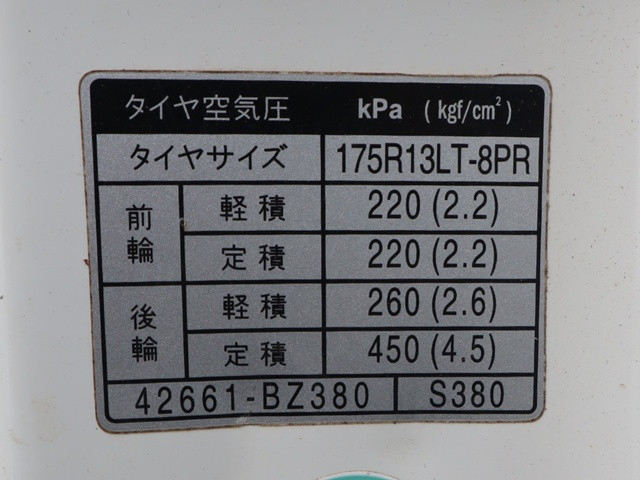 タイヤ空気圧 kPa (kgf/cm²)
タイヤサイズ 175R13LT-8PR
前輪 軽積 220 (2.2)
定積 220 (2.2)
後輪 軽積 260 (2.6)
定積 450 (4.5)
42661-BZ380 S380